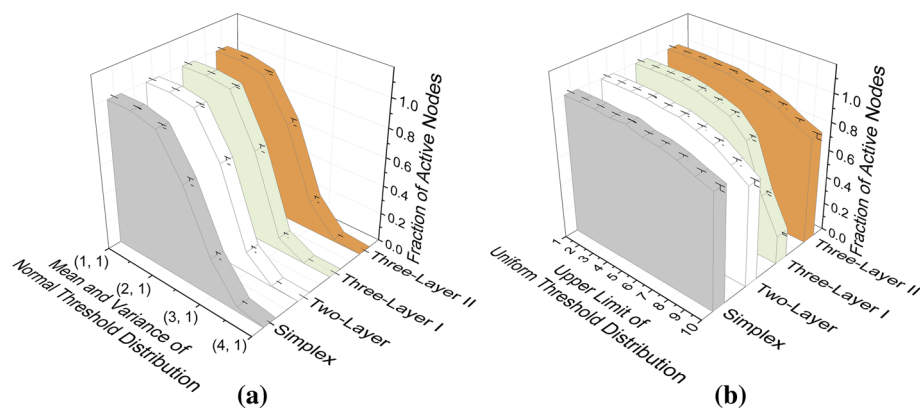 1.0
0.8
0.6
0.4
0.2
0.0
Fraction of Active Nodes
(1, 1)
(2, 1)
(3, 1)
(4, 1)
Mean and Variance of
Normal Threshold Distribution
Simplex
Two-Layer
Three-Layer I
Three-Layer II
(a)
1.0
0.8
0.6
0.4
0.2
0.0
Fraction of Active Nodes
1
2
3
4
5
6
7
8
9
10
Upper Limit of
Uniform Threshold Distribution
Simplex
Two-Layer
Three-Layer I
Three-Layer II
(b)